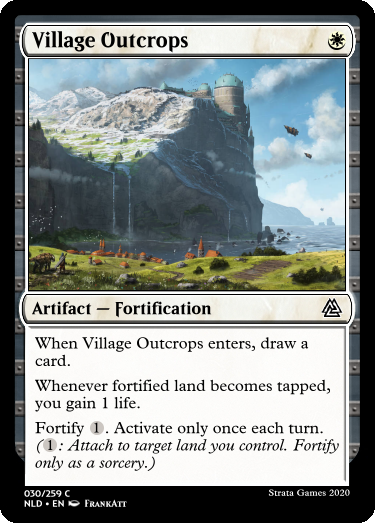 Village Outcrops
Artifact — Fortification
When Village Outcrops enters, draw a
card.
Whenever fortified land becomes tapped,
you gain 1 life.
Fortify 1. Activate only once each turn.
(1: Attach to target land you control. Fortify
only as a sorcery.)
030/259 C
NLD • EN FrankAtt
Strata Games 2020